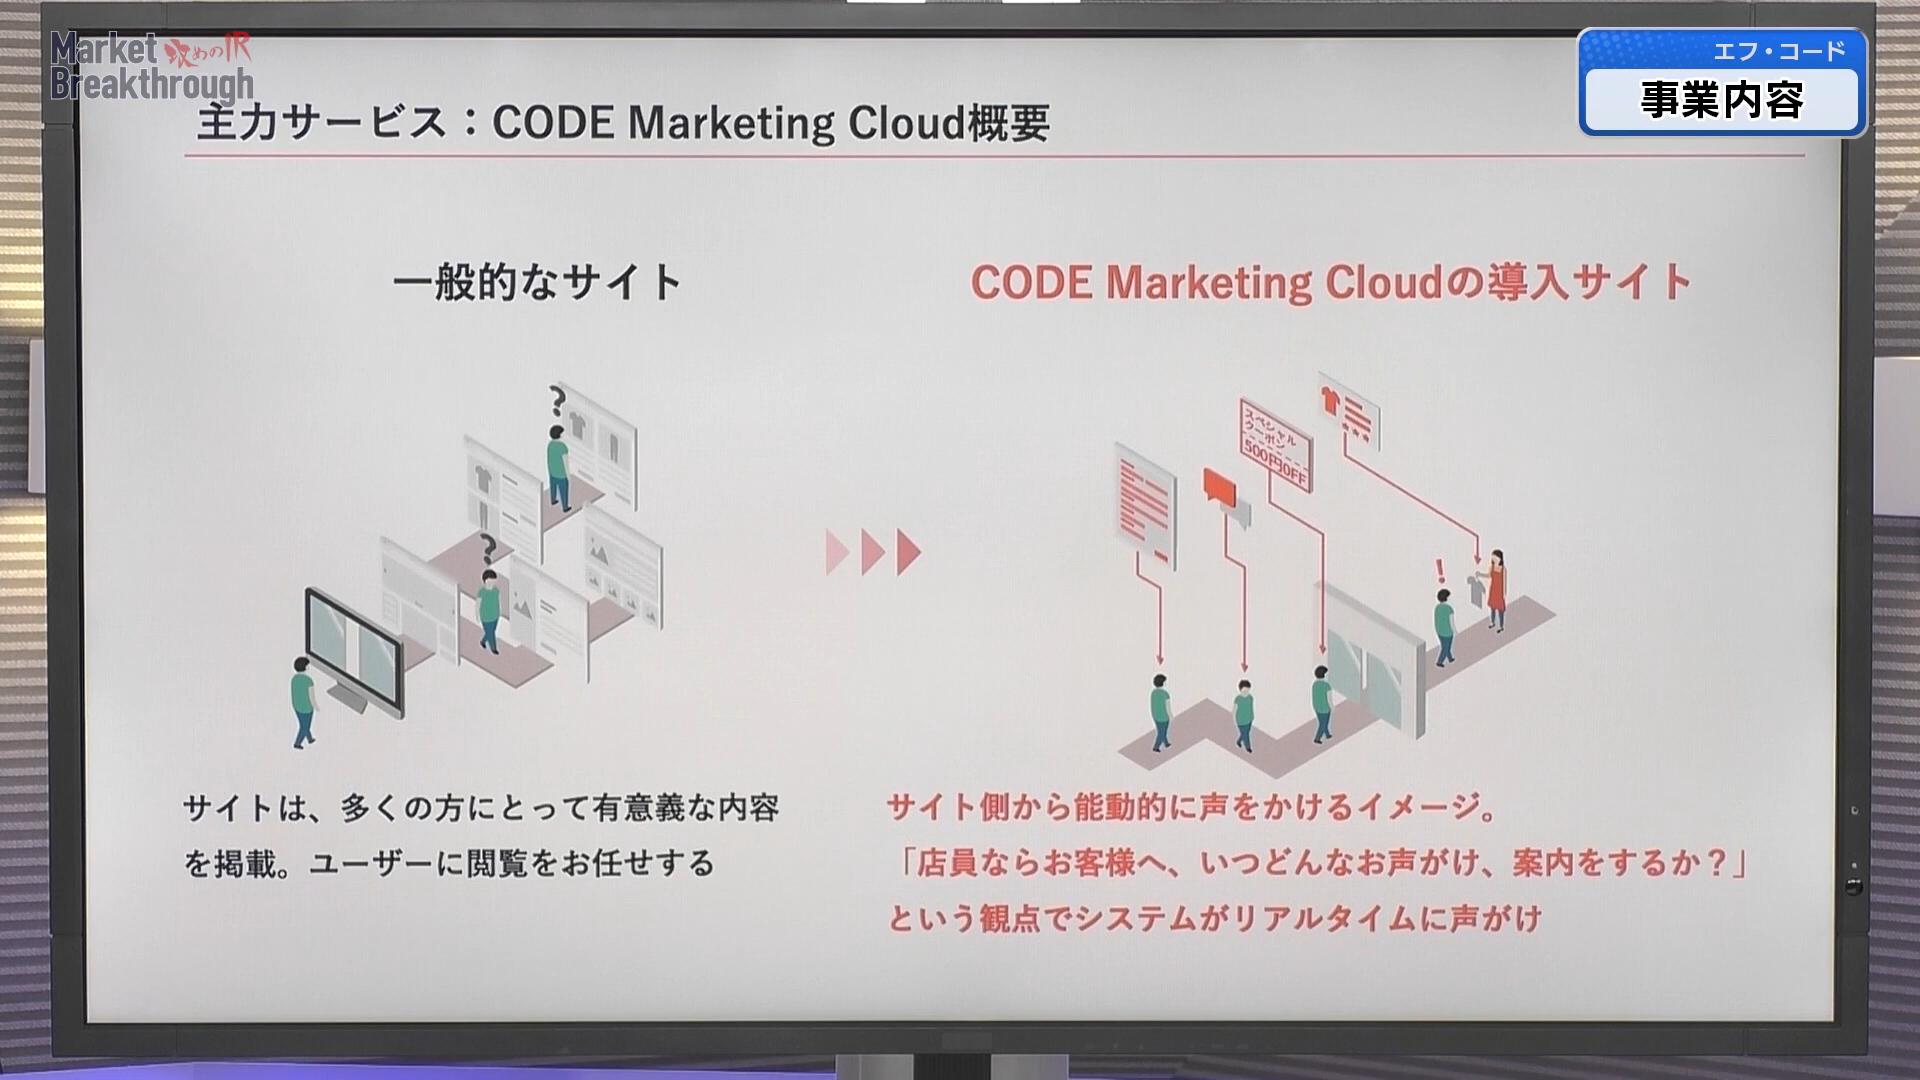 Market 攻めのIR
Breakthrough
エフ・コード
事業内容
主力サービス：CODE Marketing Cloud概要
一般的なサイト
CODE Marketing Cloudの導入サイト
?
?
スペシャル
クーポン
500円OFF
!
サイトは、多くの方にとって有意義な内容
を掲載。ユーザーに閲覧をお任せする
サイト側から能動的に声をかけるイメージ。
「店員ならお客様へ、いつどんなお声がけ、案内をするか？」
という観点でシステムがリアルタイムに声がけ